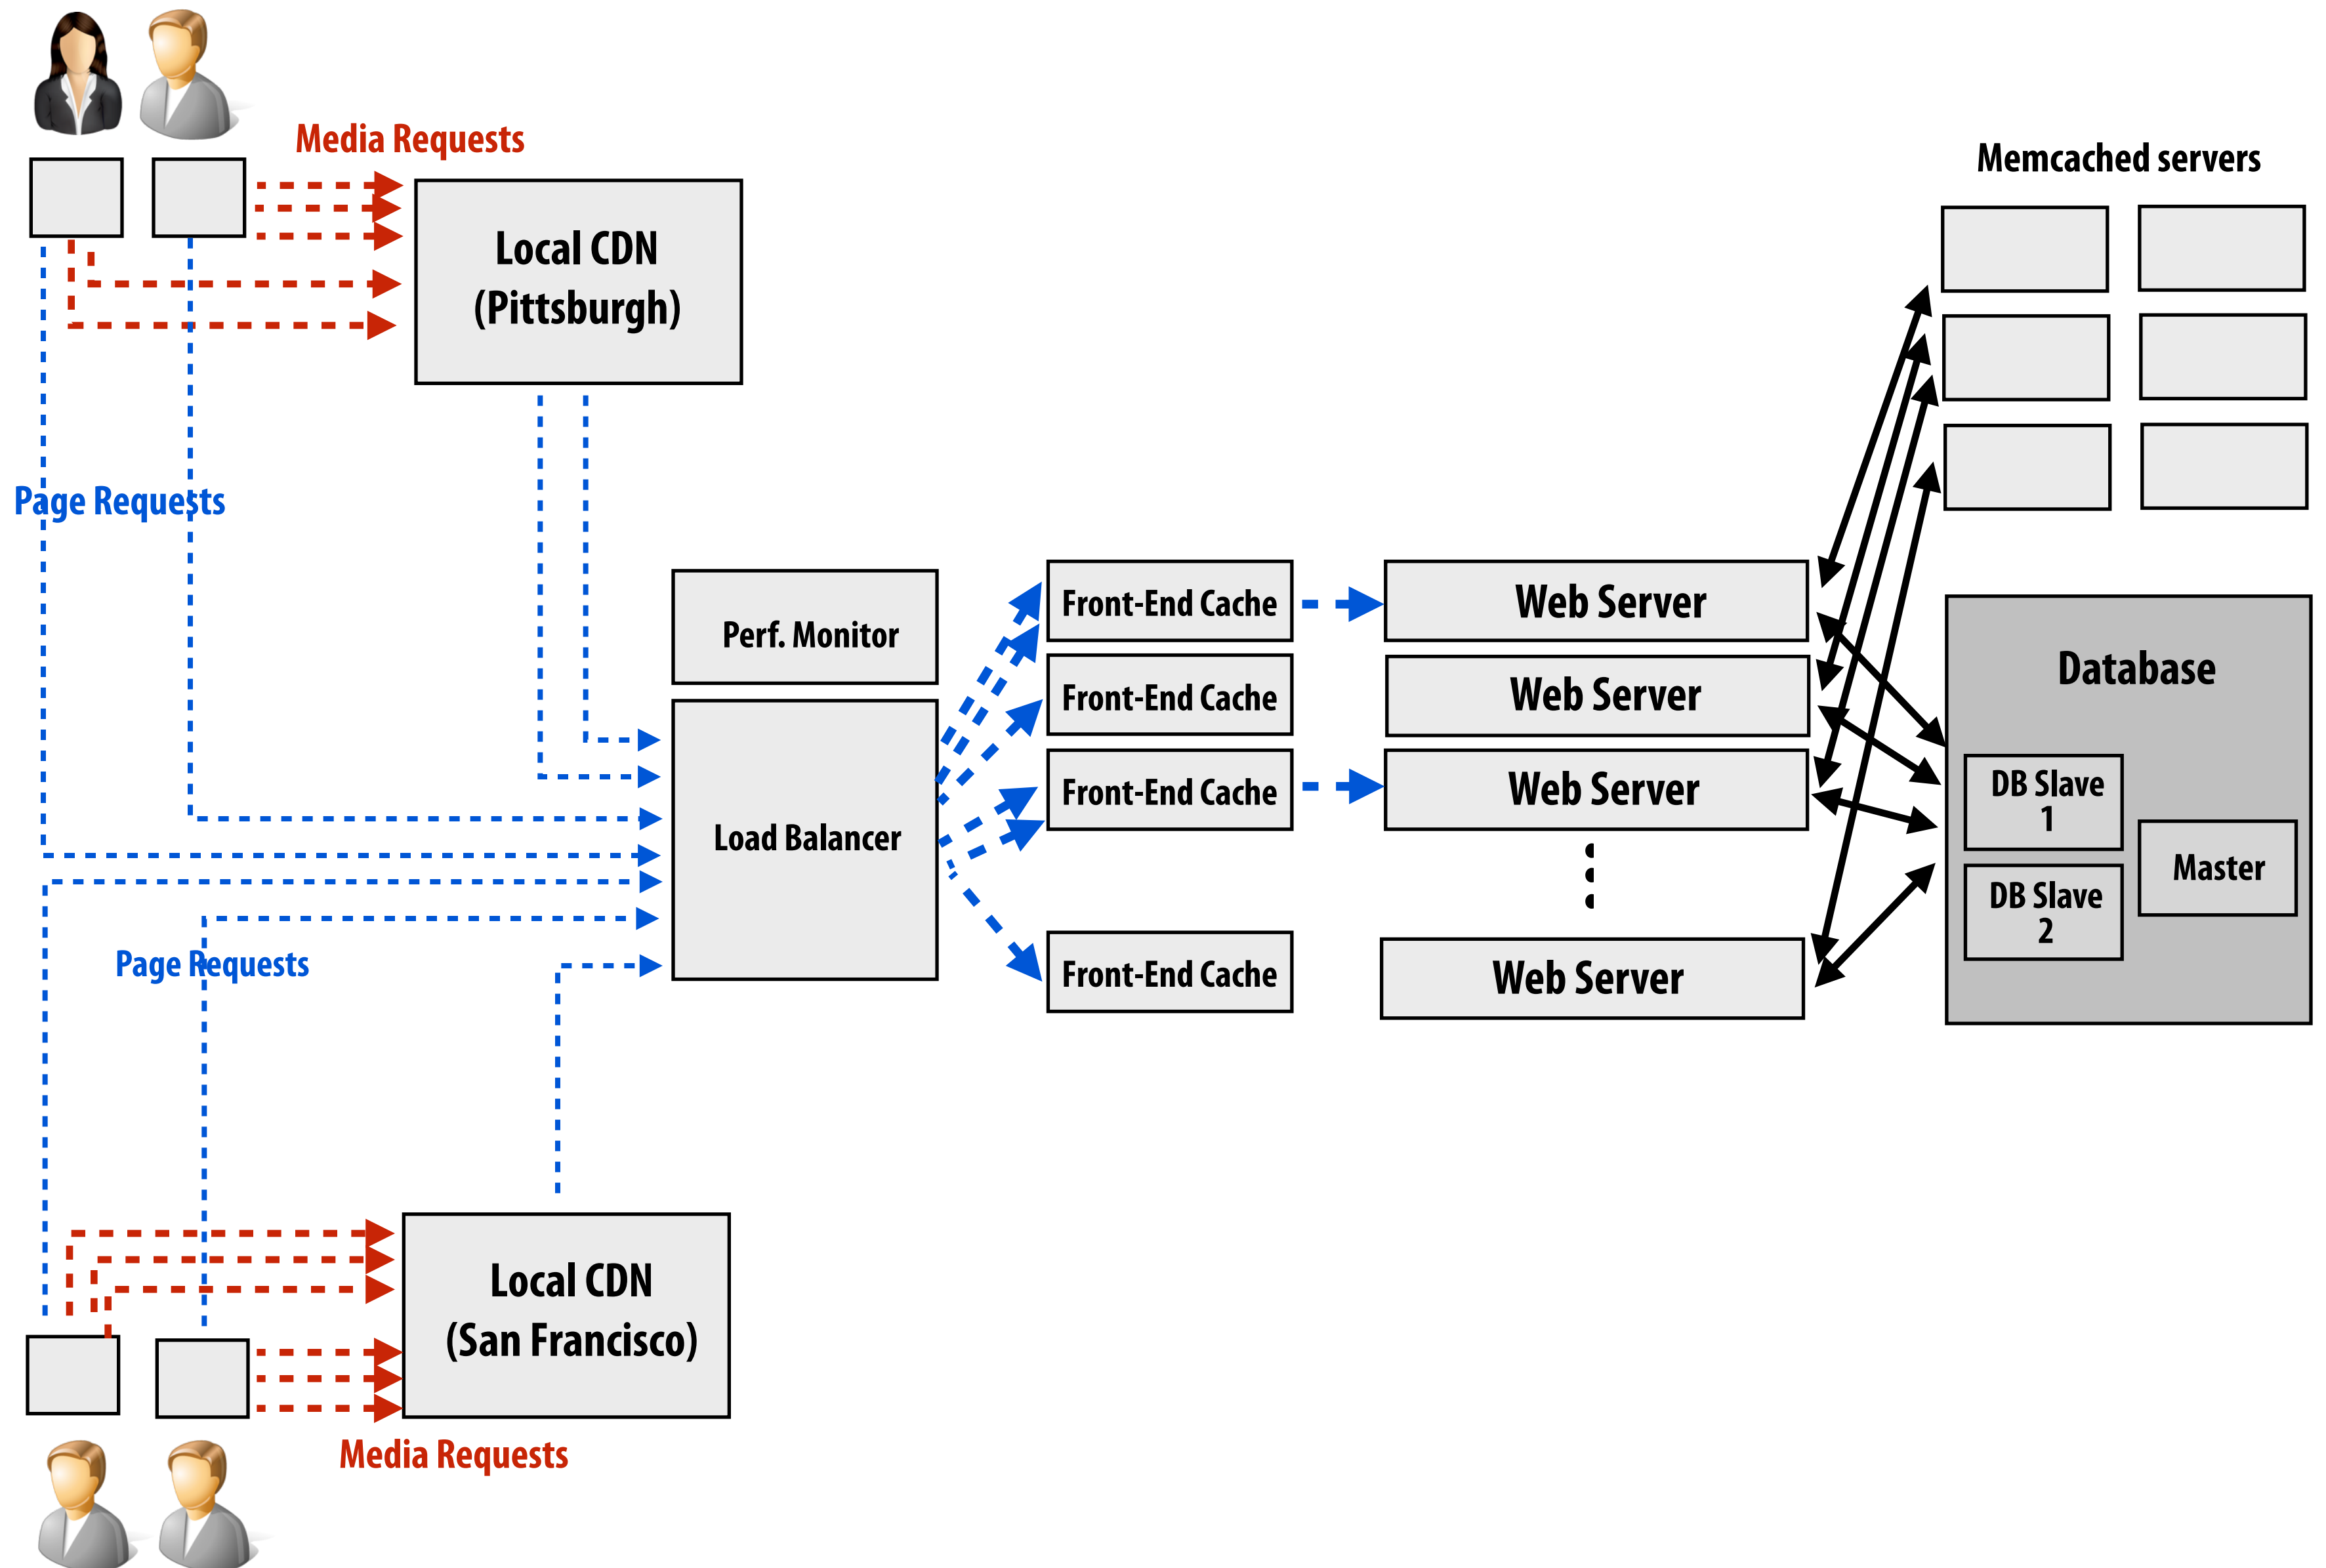 Media Requests
Local CDN
(Pittsburgh)
Page Requests
Memcached servers
Perf. Monitor
Load Balancer
Front-End Cache
Front-End Cache
Front-End Cache
Front-End Cache
Web Server
Web Server
Web Server
Web Server
Database
DB Slave
1
DB Slave
2
Master
Page Requests
Local CDN
(San Francisco)
Media Requests